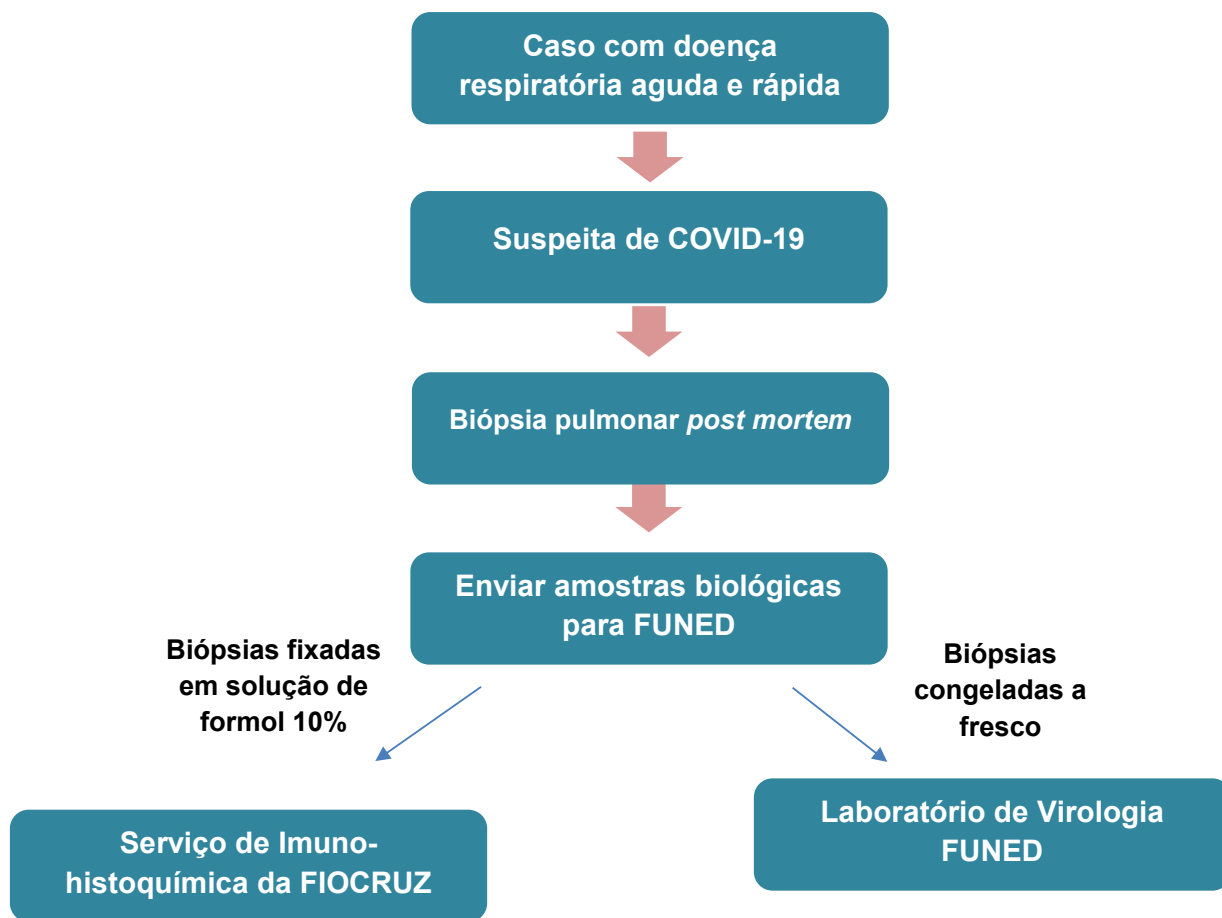 Caso com doença
respiratória aguda e rápida
Suspeita de COVID-19
Biópsia pulmonar post mortem
Enviar amostras biológicas
para FUNED
Biópsias fixadas
em solução de
formol 10%
Biópsias
congeladas a
fresco
Serviço de Imuno-
histoquímica da FIOCRUZ
Laboratório de Virologia
FUNED